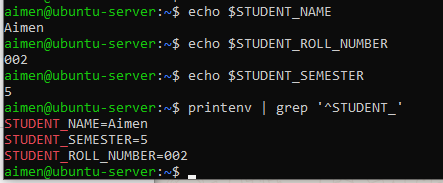 aimen@ubuntu-server:~$ echo $STUDENT_NAME
Aimen
aimen@ubuntu-server:~$ echo $STUDENT_ROLL_NUMBER
002
aimen@ubuntu-server:~$ echo $STUDENT_SEMESTER
5
aimen@ubuntu-server:~$ printenv | grep '^STUDENT_'
STUDENT_NAME=Aimen
STUDENT_SEMESTER=5
STUDENT_ROLL_NUMBER=002
aimen@ubuntu-server:~$